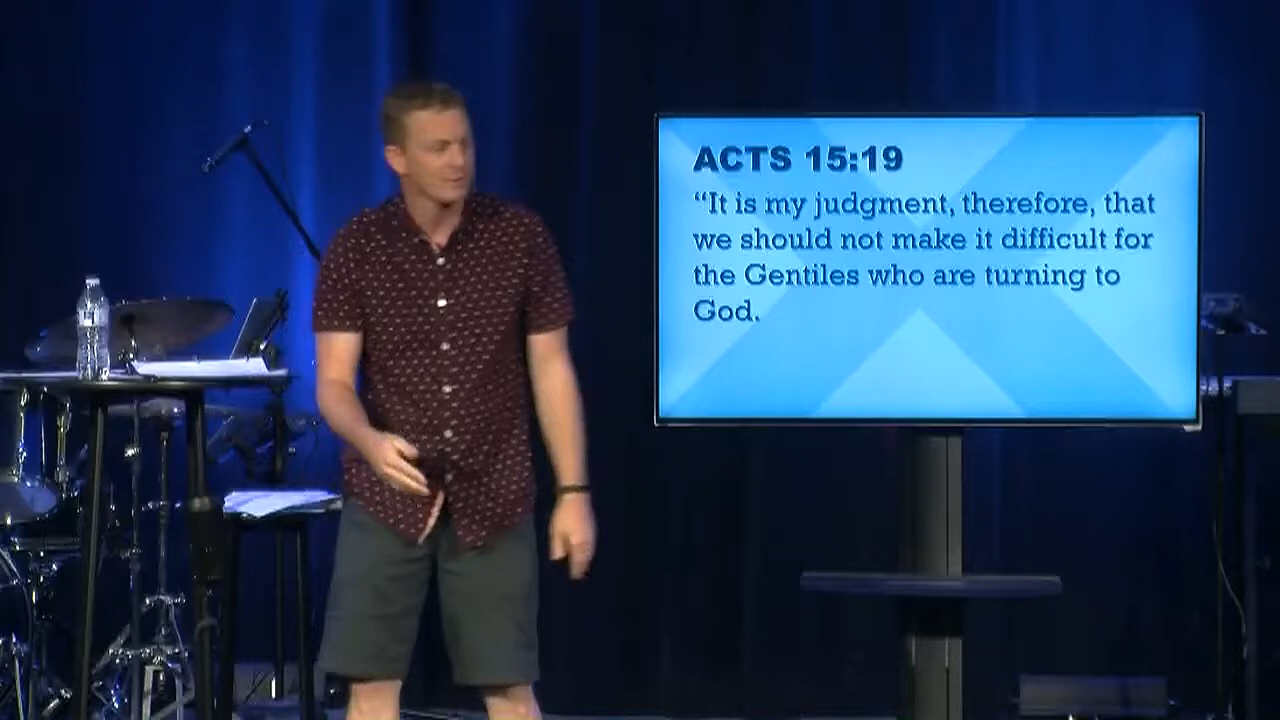 ACTS 15:19
“It is my judgment, therefore, that
we should not make it difficult for
the Gentiles who are turning to
God.